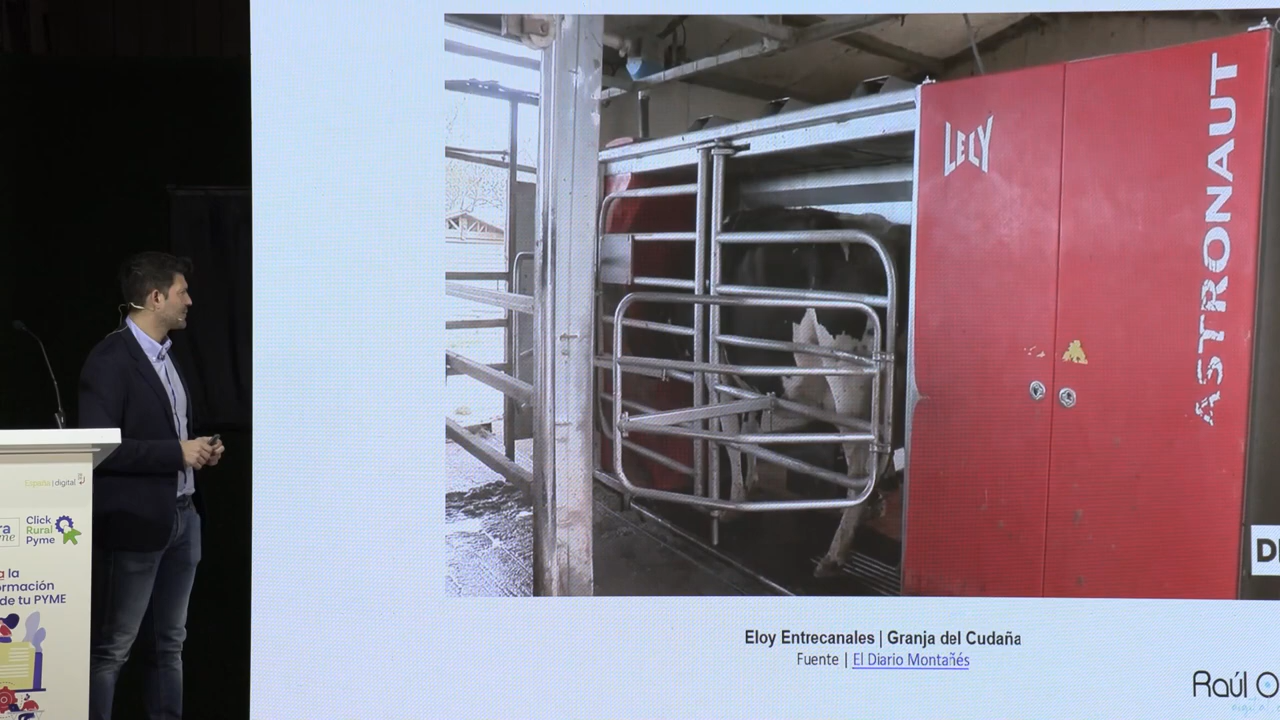 LELY
ASTRONAUT
Eloy Entrecanales | Granja del Cudaña
Fuente | El Diario Montañés
Raúl O
España | digital
Click
Rural
Pyme
la
de tu PYME